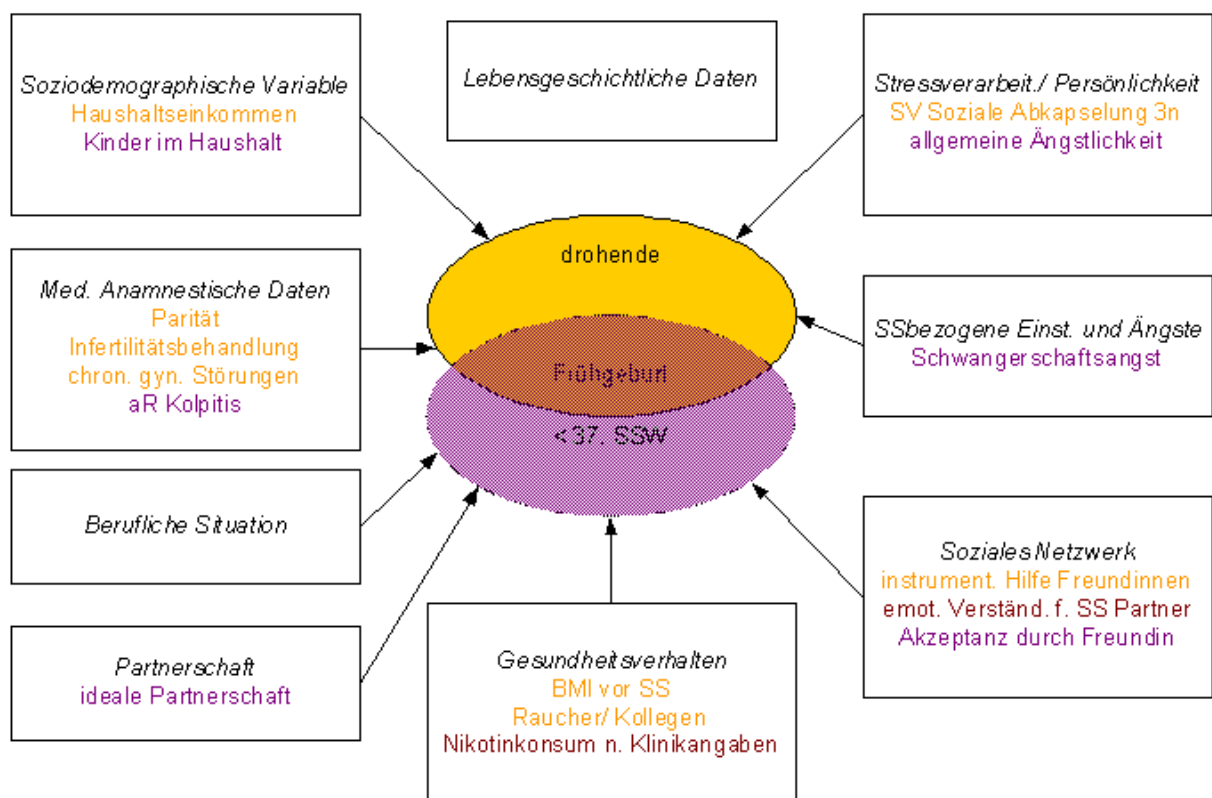 Soziodemographische Variable
Haushaltseinkommen
Kinder im Haushalt
Lebensgeschichtliche Daten
Stressverarbeit./ Persönlichkeit
SV Soziale Abkapselung 3n
allgemeine Ängstlichkeit
Med. Anamnestische Daten
Parität
Infertilitätsbehandlung
chron. gyn. Störungen
aR Kolpitis
drohende
Frühgeburt
< 37. SSW
SSbezogene Einst. und Ängste
Schwangerschaftsangst
Berufliche Situation
Partnerschaft
ideale Partnerschaft
Gesundheitsverhalten
BMI vor SS
Raucher/ Kollegen
Nikotinkonsum n. Klinikangaben
Soziales Netzwerk
instrument. Hilfe Freundinnen
emot. Verständ. f. SS Partner
Akzeptanz durch Freundin